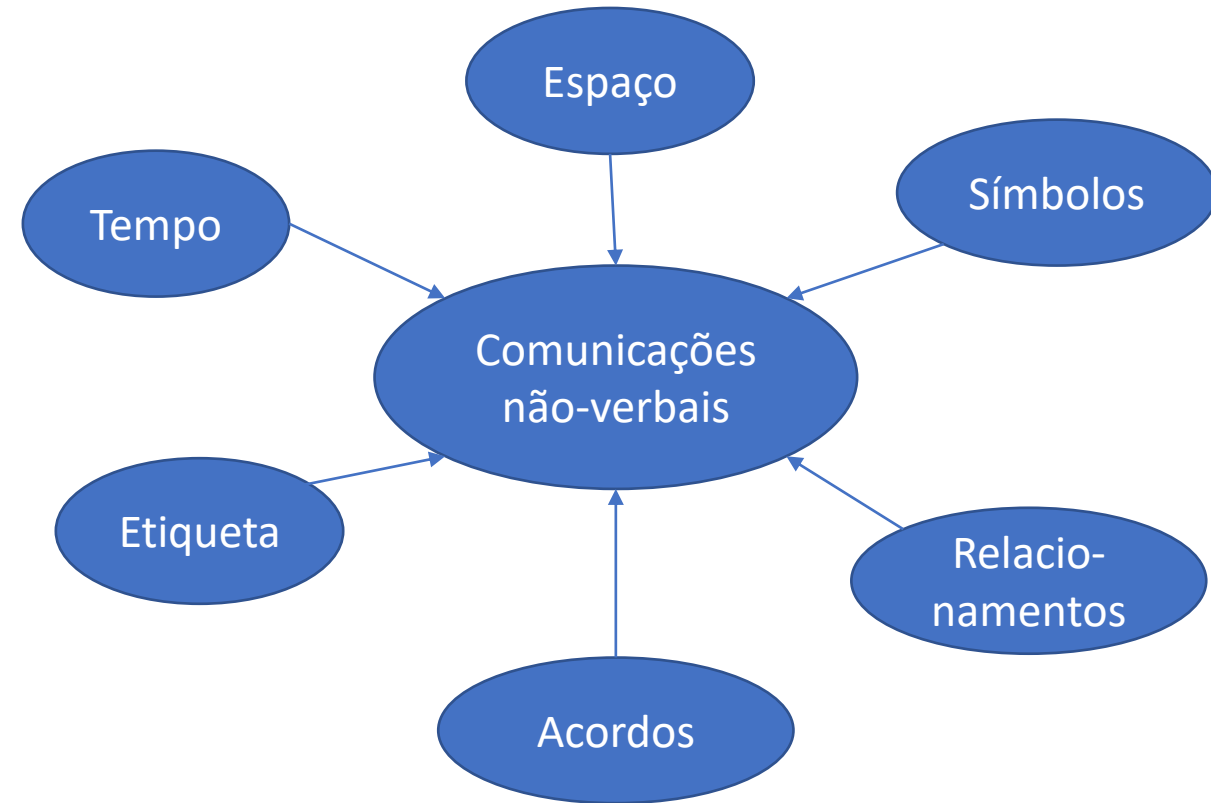 Espaço
Símbolos
Tempo
Comunicações
não-verbais
Etiqueta
Relacio-
namentos
Acordos